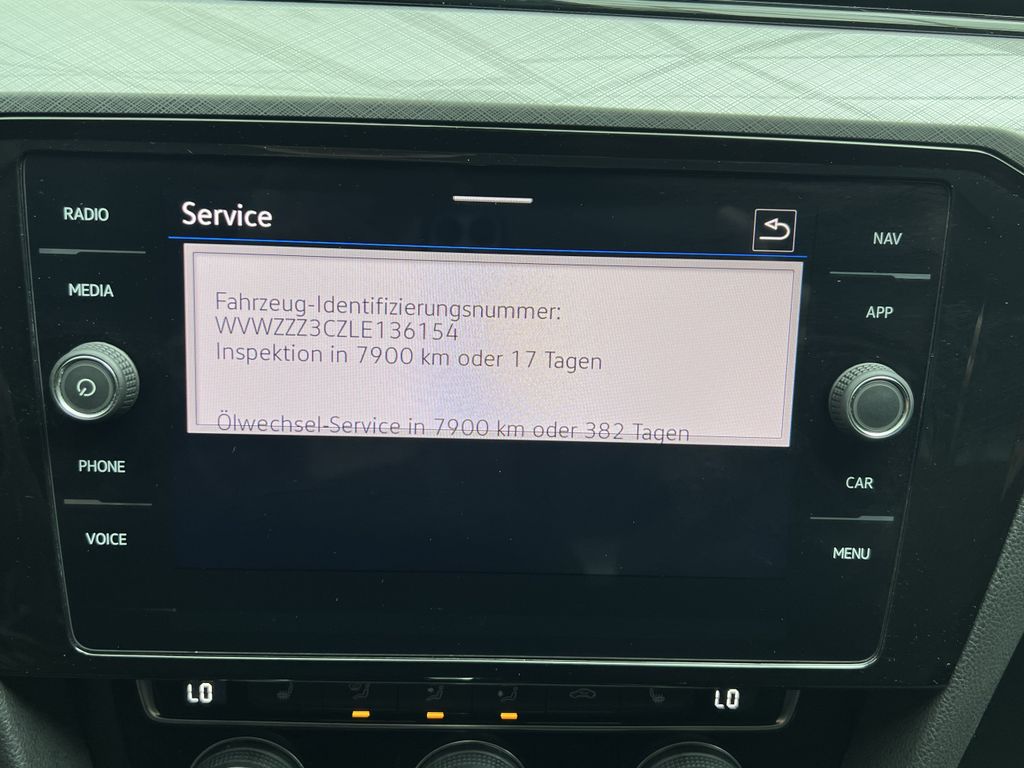 RADIO
MEDIA
PHONE
VOICE
Service
Fahrzeug-Identifizierungsnummer:
WVWZZZ3CZLE136154
Inspektion in 7900 km oder 17 Tagen
Ölwechsel-Service in 7900 km oder 382 Tagen
NAV
APP
CAR
MENU
LO
LO